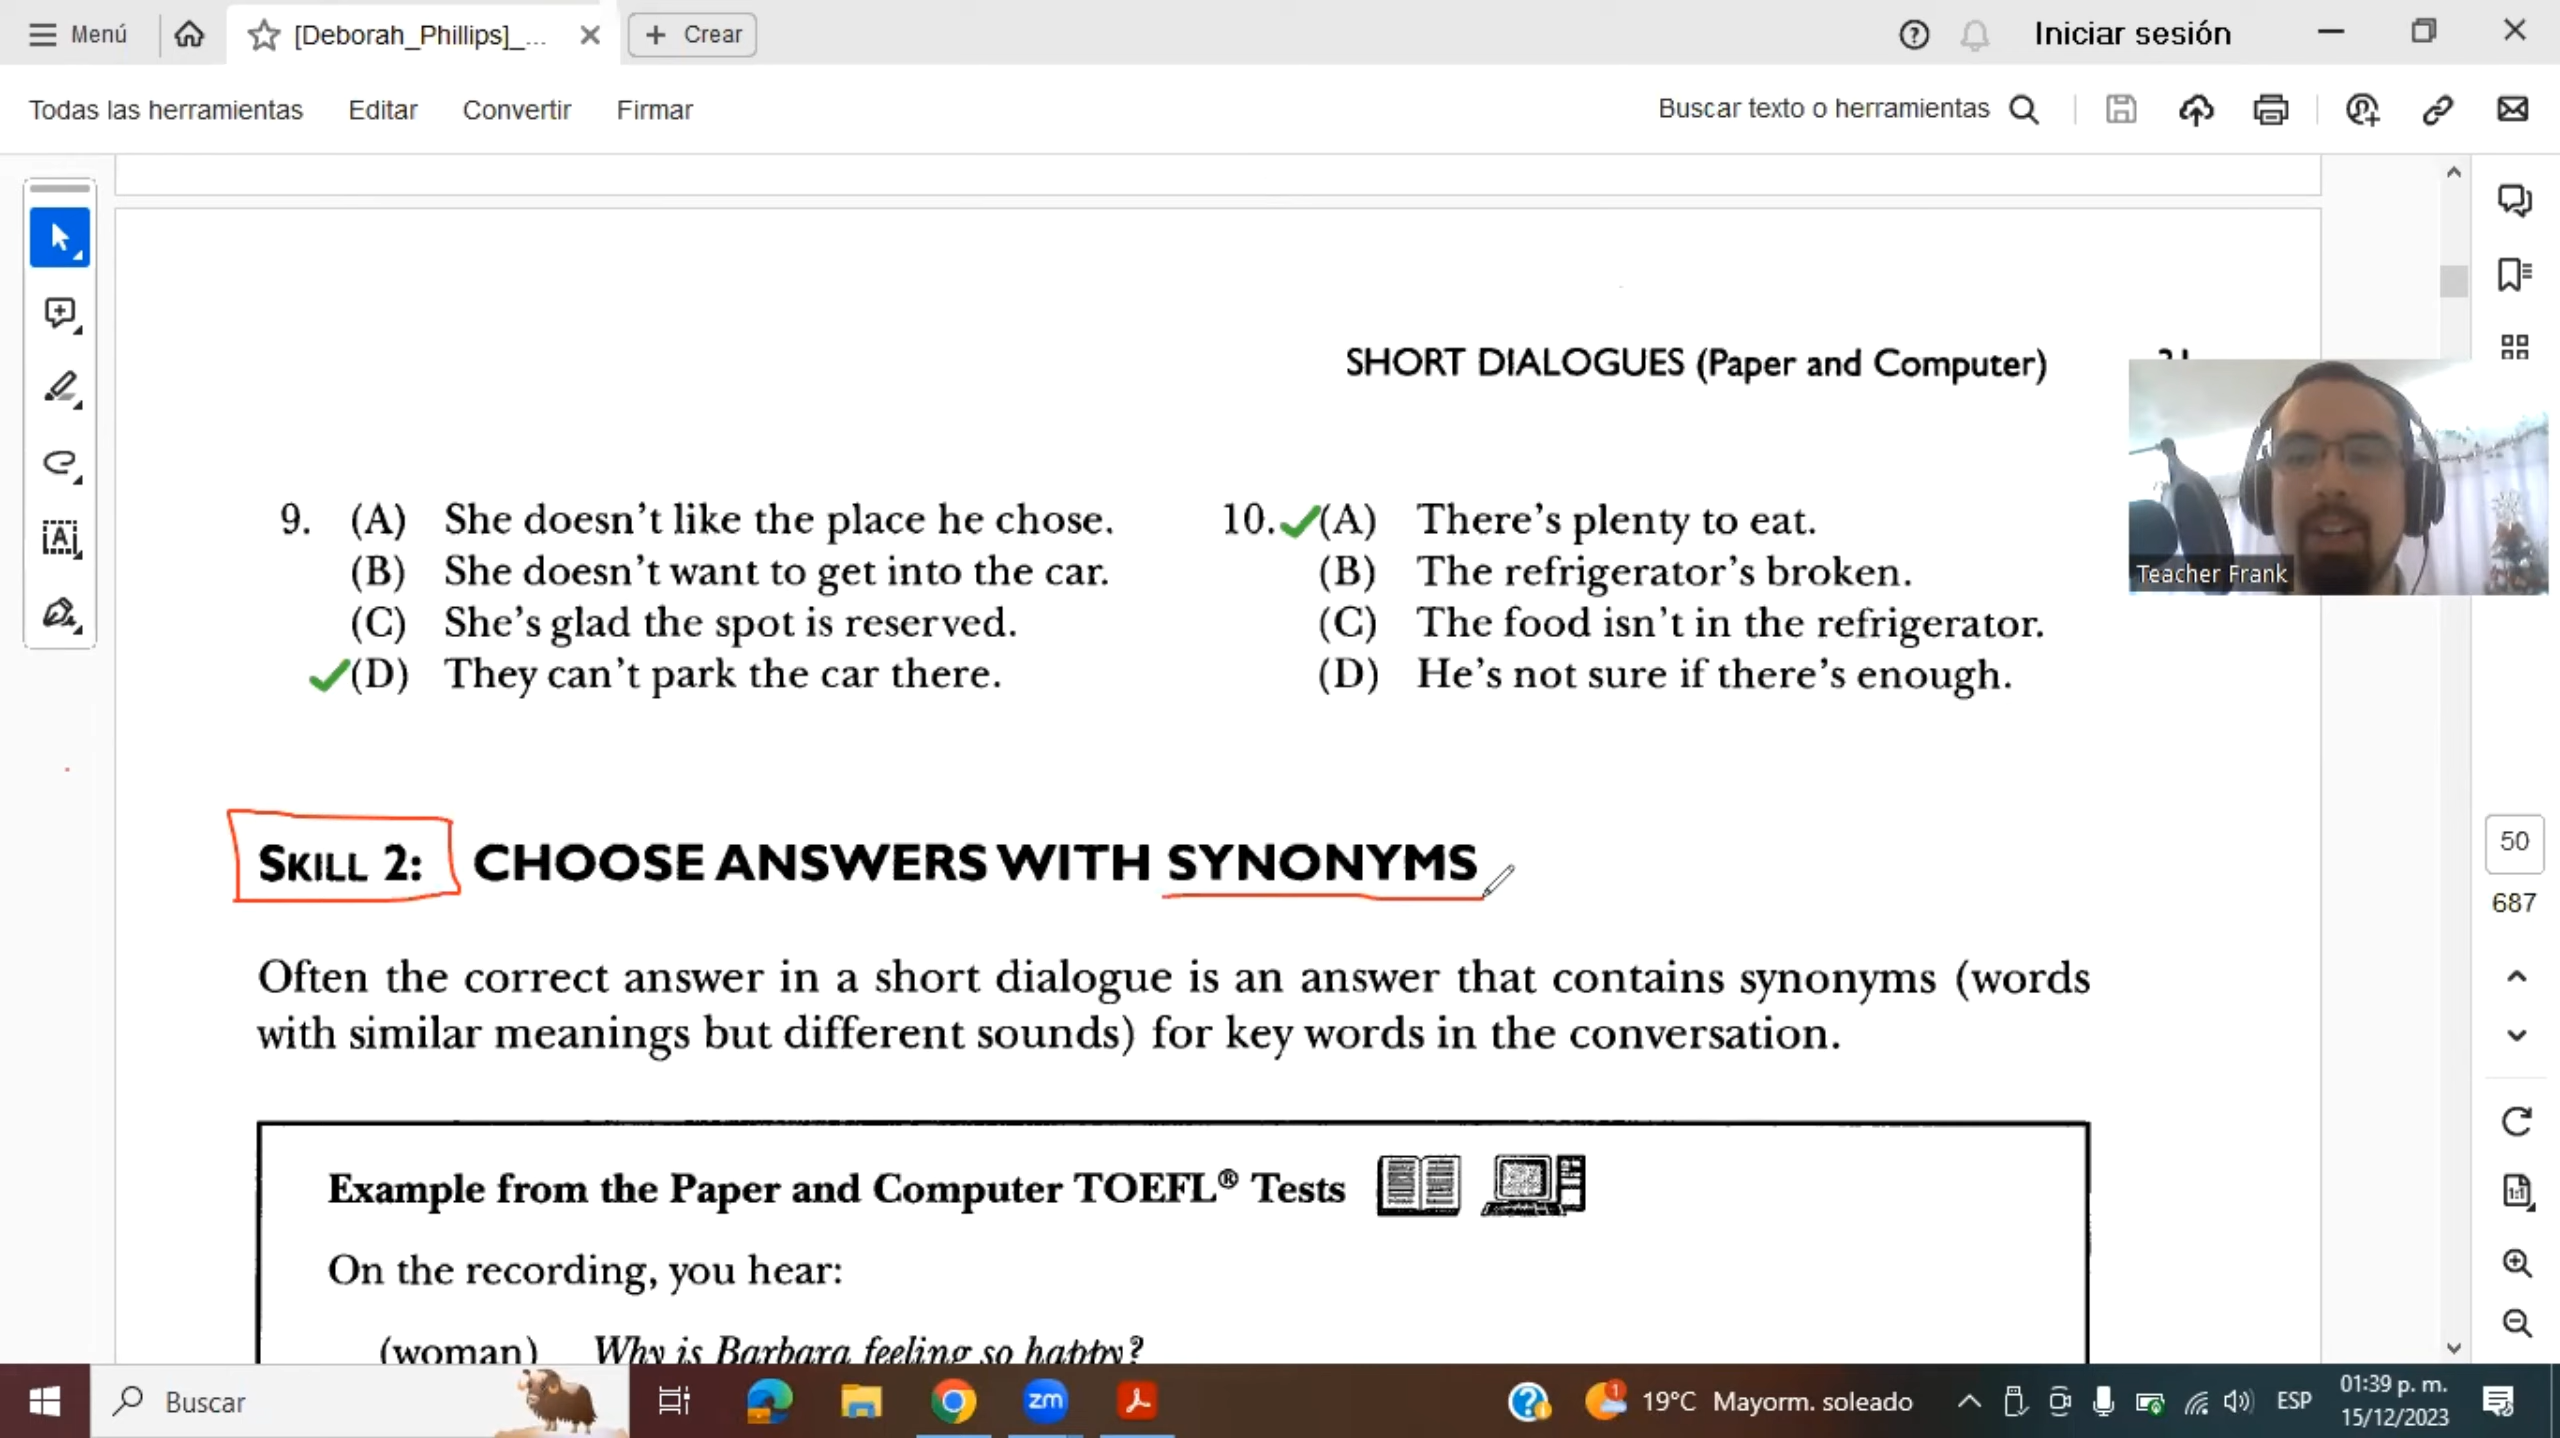 Menú
[Deborah_Phillips]_...
Crear
Iniciar sesión
Todas las herramientas
Editar
Convertir
Firmar
Buscar texto o herramientas
SHORT DIALOGUES (Paper and Computer)
9. (A) She doesn't like the place he chose.
(B) She doesn't want to get into the car.
(C) She's glad the spot is reserved.
(D) They can't park the car there.
10. (A) There's plenty to eat.
(B) The refrigerator's broken.
(C) The food isn't in the refrigerator.
(D) He's not sure if there's enough.
Teacher Frank
SKILL 2: CHOOSE ANSWERS WITH SYNONYMS
Often the correct answer in a short dialogue is an answer that contains synonyms (words
with similar meanings but different sounds) for key words in the conversation.
Example from the Paper and Computer TOEFL® Tests
On the recording, you hear:
(woman) Why is Barbara feeling so happy?
50
687
Buscar
zm
1
19°C Mayorm. soleado
ESP
01:39 p. m.
15/12/2023